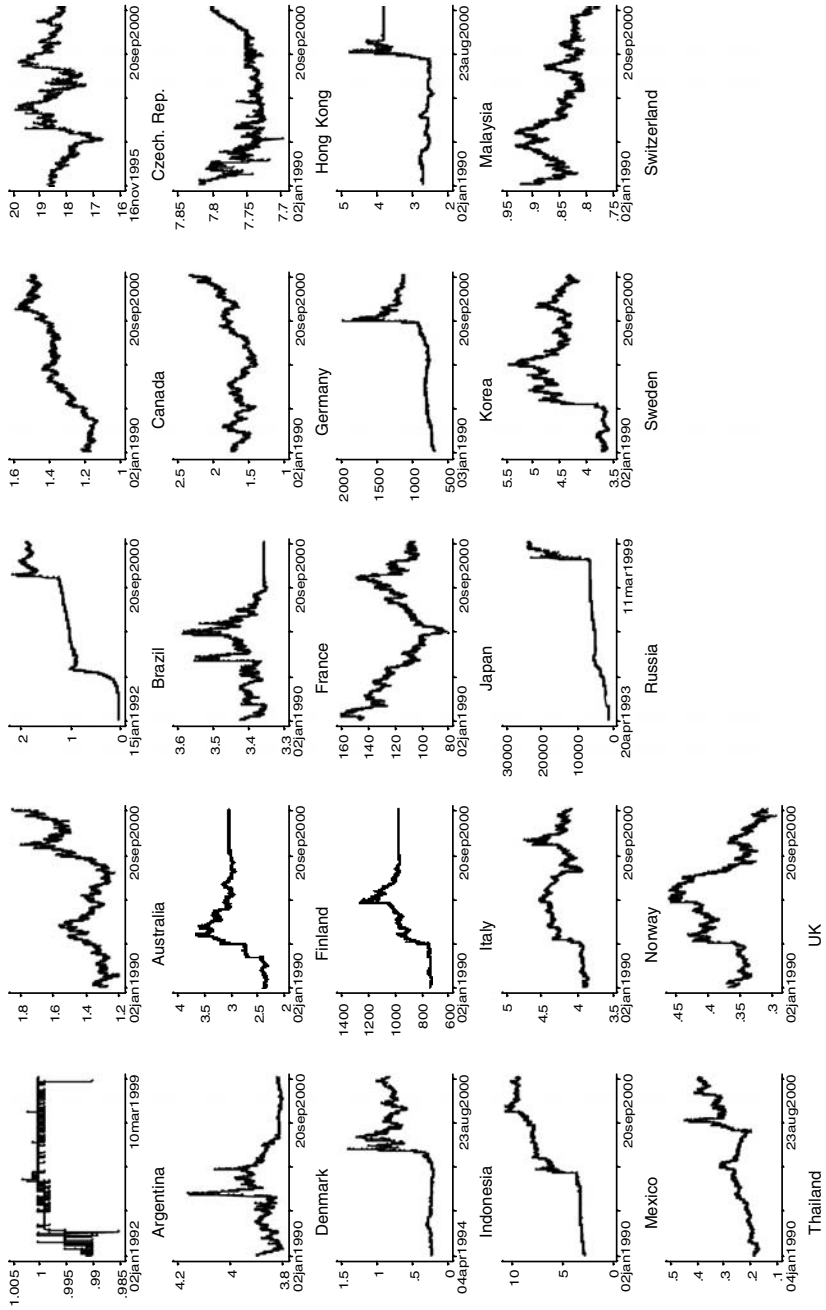 1.005
1
.995
.99
.985
02jan1992 10mar1999
Argentina
1.8
1.6
1.4
1.2
02jan1990 20sep2000
Australia
2
1
0
15jan1992 20sep2000
Brazil
1.6
1.4
1.2
1
02jan1990 20sep2000
Canada
20
19
18
17
16
16nov1995 20sep2000
Czech. Rep.
4.2
4
3.8
02jan1990 20sep2000
Denmark
4
3.5
3
2.5
2
02jan1990 20sep2000
Finland
3.6
3.5
3.4
3.3
02jan1990 20sep2000
France
2.5
2
1.5
1
02jan1990 20sep2000
Germany
7.85
7.8
7.75
7.7
02jan1990 20sep2000
Hong Kong
1.5
1
.5
0
04apr1994 23aug2000
Indonesia
1400
1200
1000
800
600
02jan1990 20sep2000
Italy
160
140
120
100
80
02jan1990 20sep2000
Japan
2000
1500
1000
500
03jan1990 20sep2000
Korea
5
4
3
2
02jan1990 23aug2000
Malaysia
10
5
0
02jan1990 20sep2000
Mexico
5
4.5
4
02jan1990 20sep2000
Norway
30000
20000
10000
0
20apr1993 11mar1999
Russia
5.5
5
4.5
4
3.5
02jan1990 20sep2000
Sweden
.95
.9
.85
.8
.75
02jan1990 20sep2000
Switzerland
.5
.4
.3
.2
.1
04jan1990 23aug2000
Thailand
.45
.4
.35
.3
02jan1990 20sep2000
UK